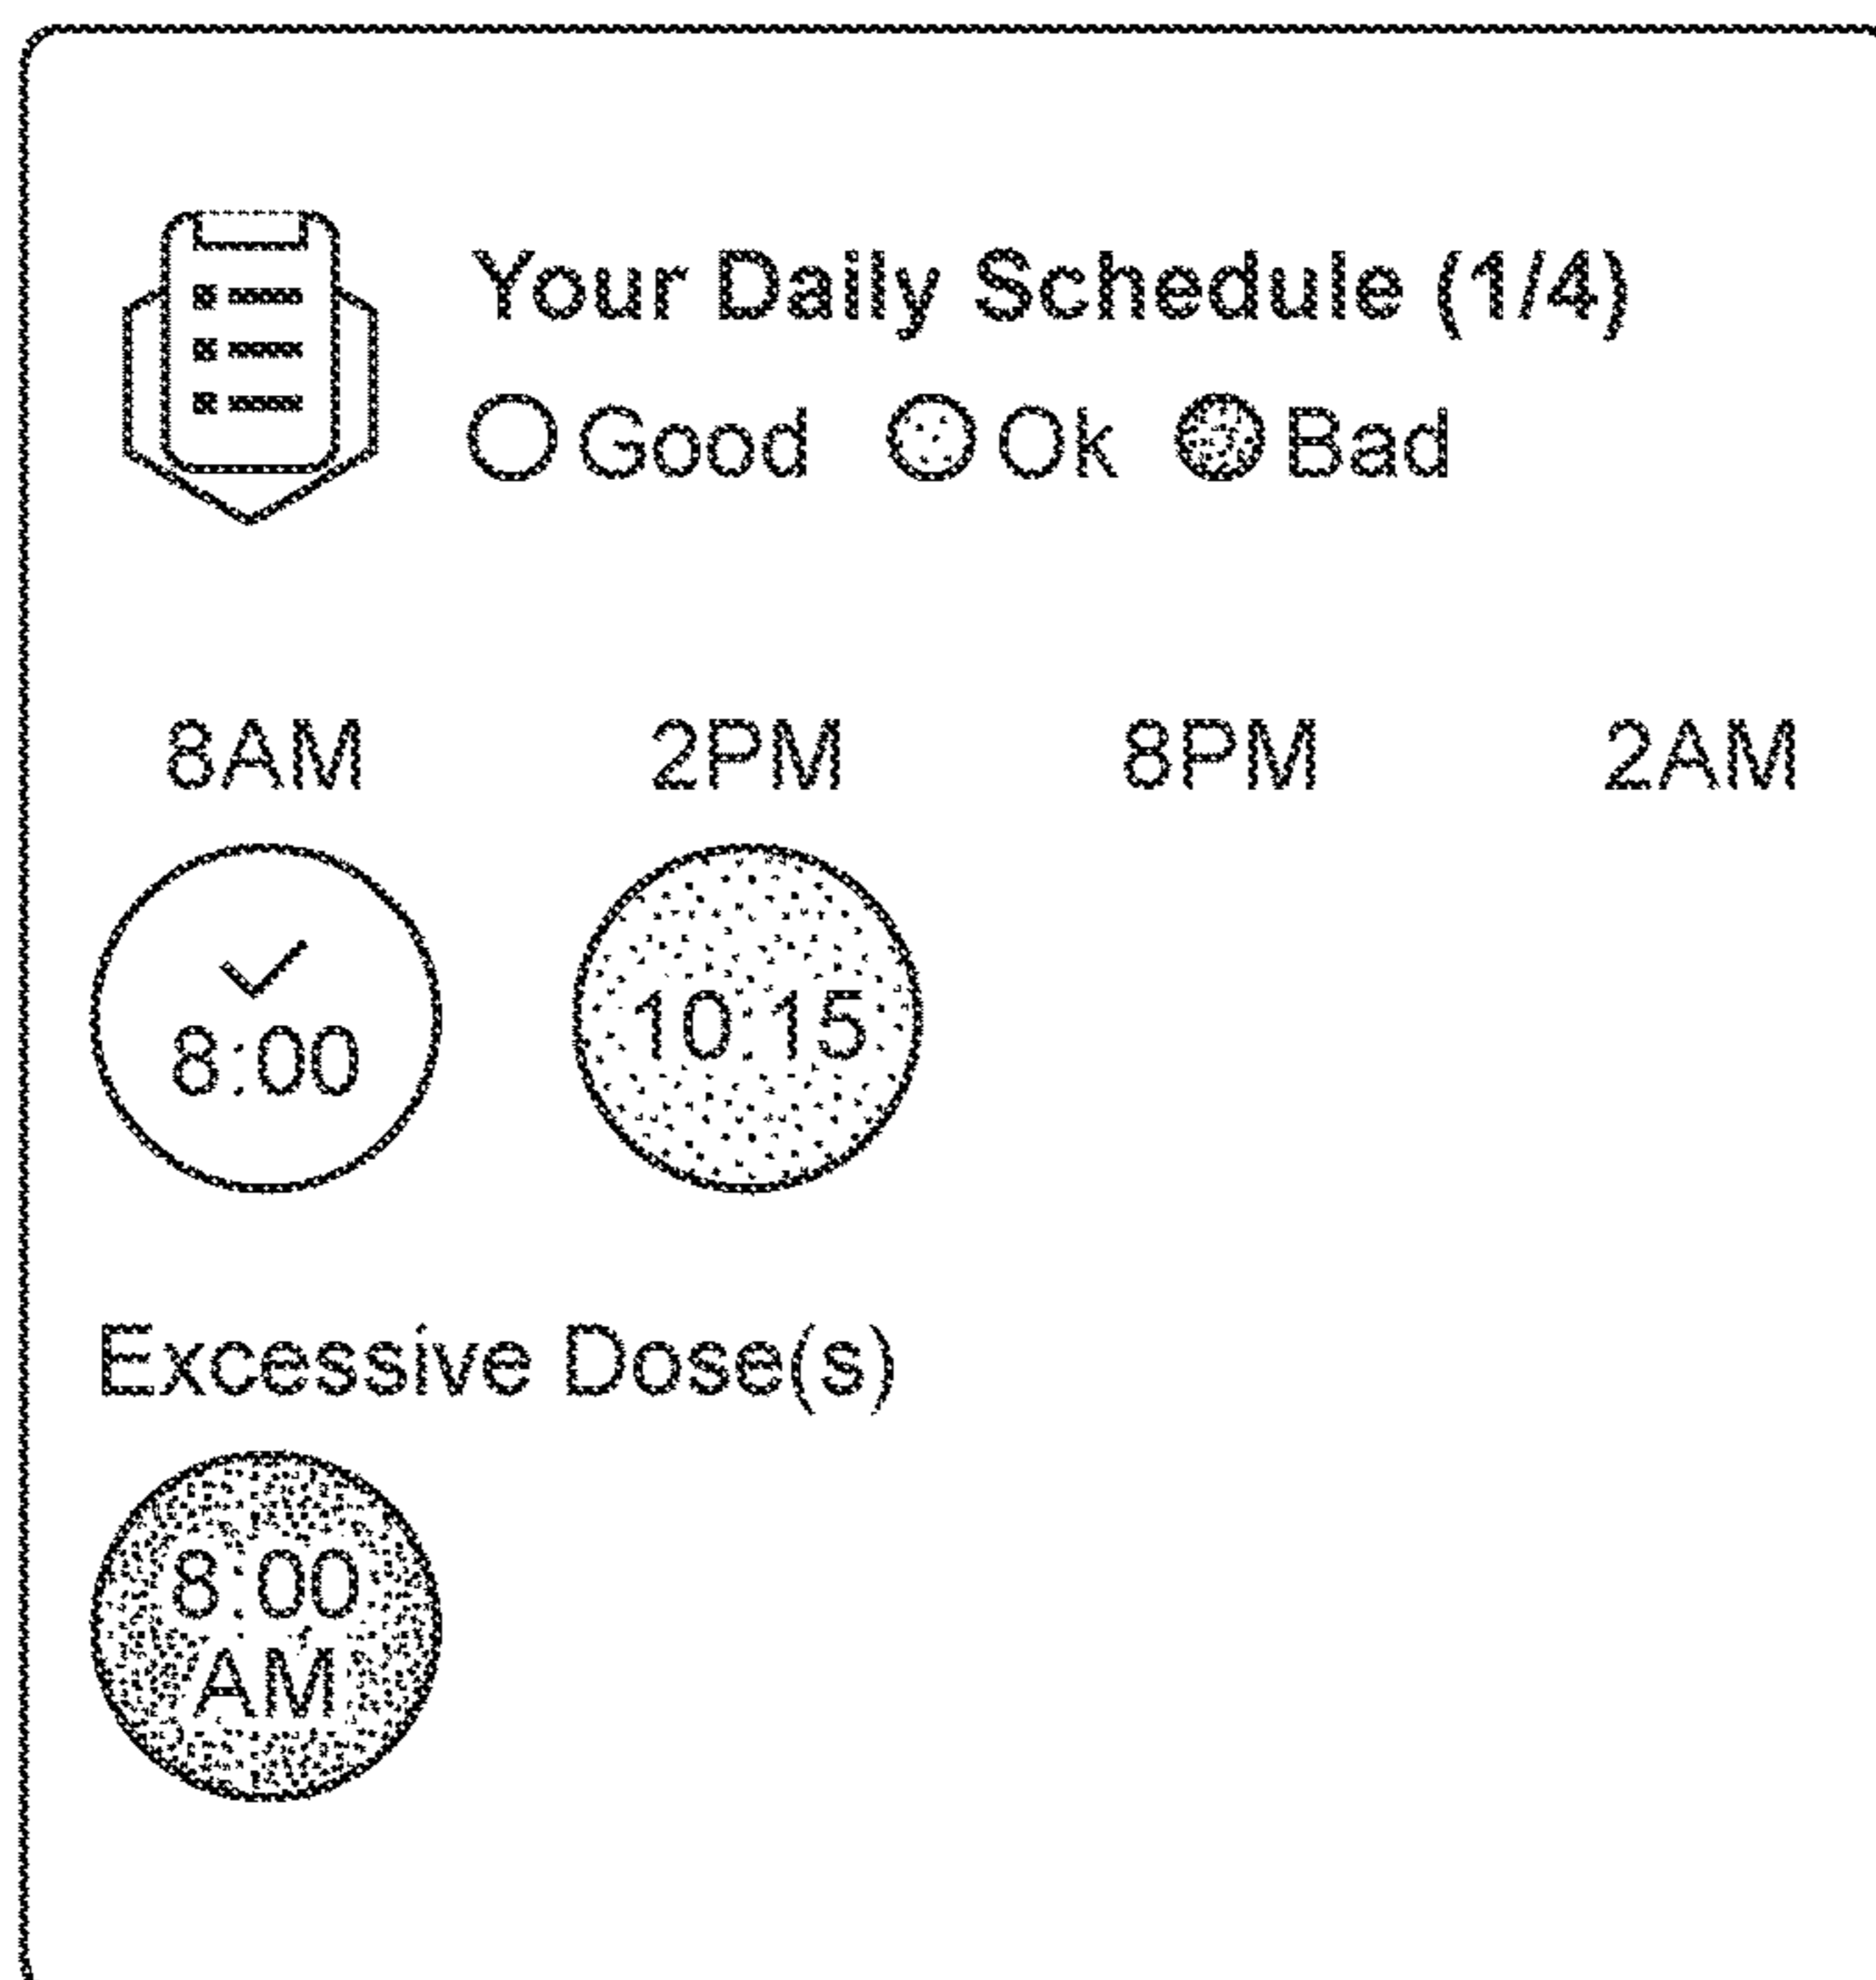 Your Daily Schedule (1/4)
Good Ok Bad
8AM 2PM 8PM 2AM
8:00 10:15
Excessive Dose(s)
8:00
AM